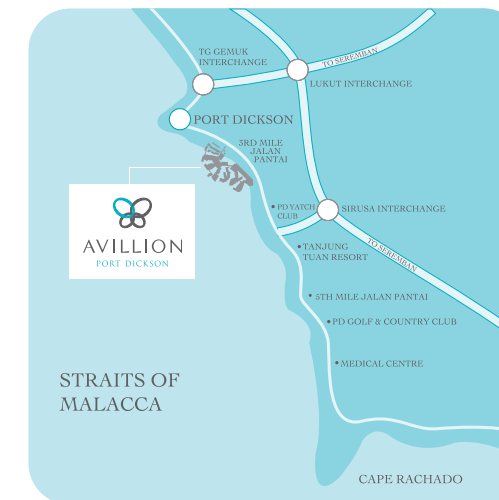 TG GEMUK
INTERCHANGE
TO SEREMBAN
LUKUT INTERCHANGE
PORT DICKSON
3RD MILE
JALAN
PANTAI
AVILLION
PORT DICKSON
PD YATCH
CLUB
SIRUSA INTERCHANGE
TO SEREMBAN
TANJUNG
TUAN RESORT
5TH MILE JALAN PANTAI
PD GOLF & COUNTRY CLUB
MEDICAL CENTRE
STRAITS OF
MALACCA
CAPE RACHADO